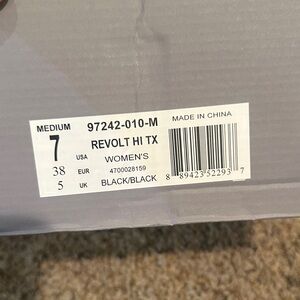 MEDIUM 97242-010-M MADE IN CHINA
7 USA REVOLT HI TX
WOMEN'S
38 EUR 4700028159
5 UK BLACK/BLACK 8 89423 52293 7